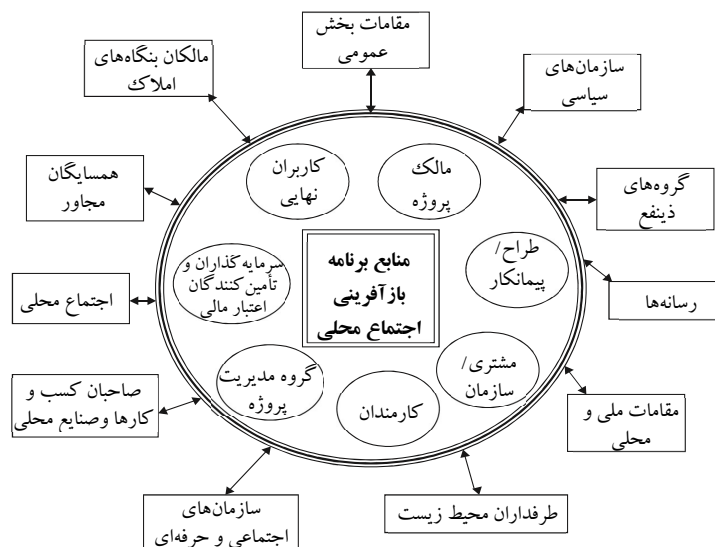 مقامات بخش
عمومی
سازمان‌های
سیاسی
گروه‌های
ذینفع
رسانه‌ها
مقامات ملی و
محلی
طرفداران محیط زیست
سازمان‌های
اجتماعی و حرفه‌ای
صاحبان کسب و
کارها وصنایع محلی
اجتماع محلی
همسایگان
مجاور
مالکان بنگاه‌های
املاک
مالک
پروژه
طراح/
پیمانکار
مشتری/
سازمان
کارمندان
گروه مدیریت
پروژه
سرمایه‌گذاران و
تأمین‌کنندگان
اعتبار مالی
کاربران
نهایی
منابع برنامه
بازآفرینی
اجتماع محلی